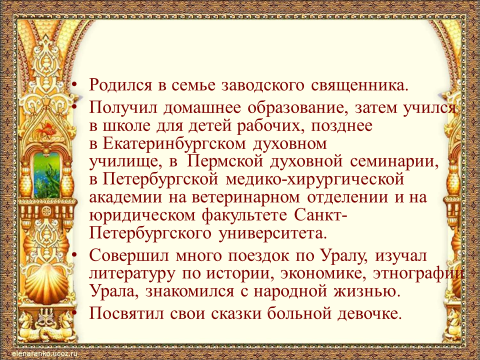 • Родился в семье заводского священника.
• Получил домашнее образование, затем учился
в школе для детей рабочих, позднее
в Екатеринбургском духовном
училище, в Пермской духовной семинарии,
в Петербургской медико-хирургической
академии на ветеринарном отделении и на
юридическом факультете Санкт-
Петербургского университета.
• Совершил много поездок по Уралу, изучал
литературу по истории, экономике, этнографии
Урала, знакомился с народной жизнью.
• Посвятил свои сказки больной девочке.
elenaranko.ucoz.ru